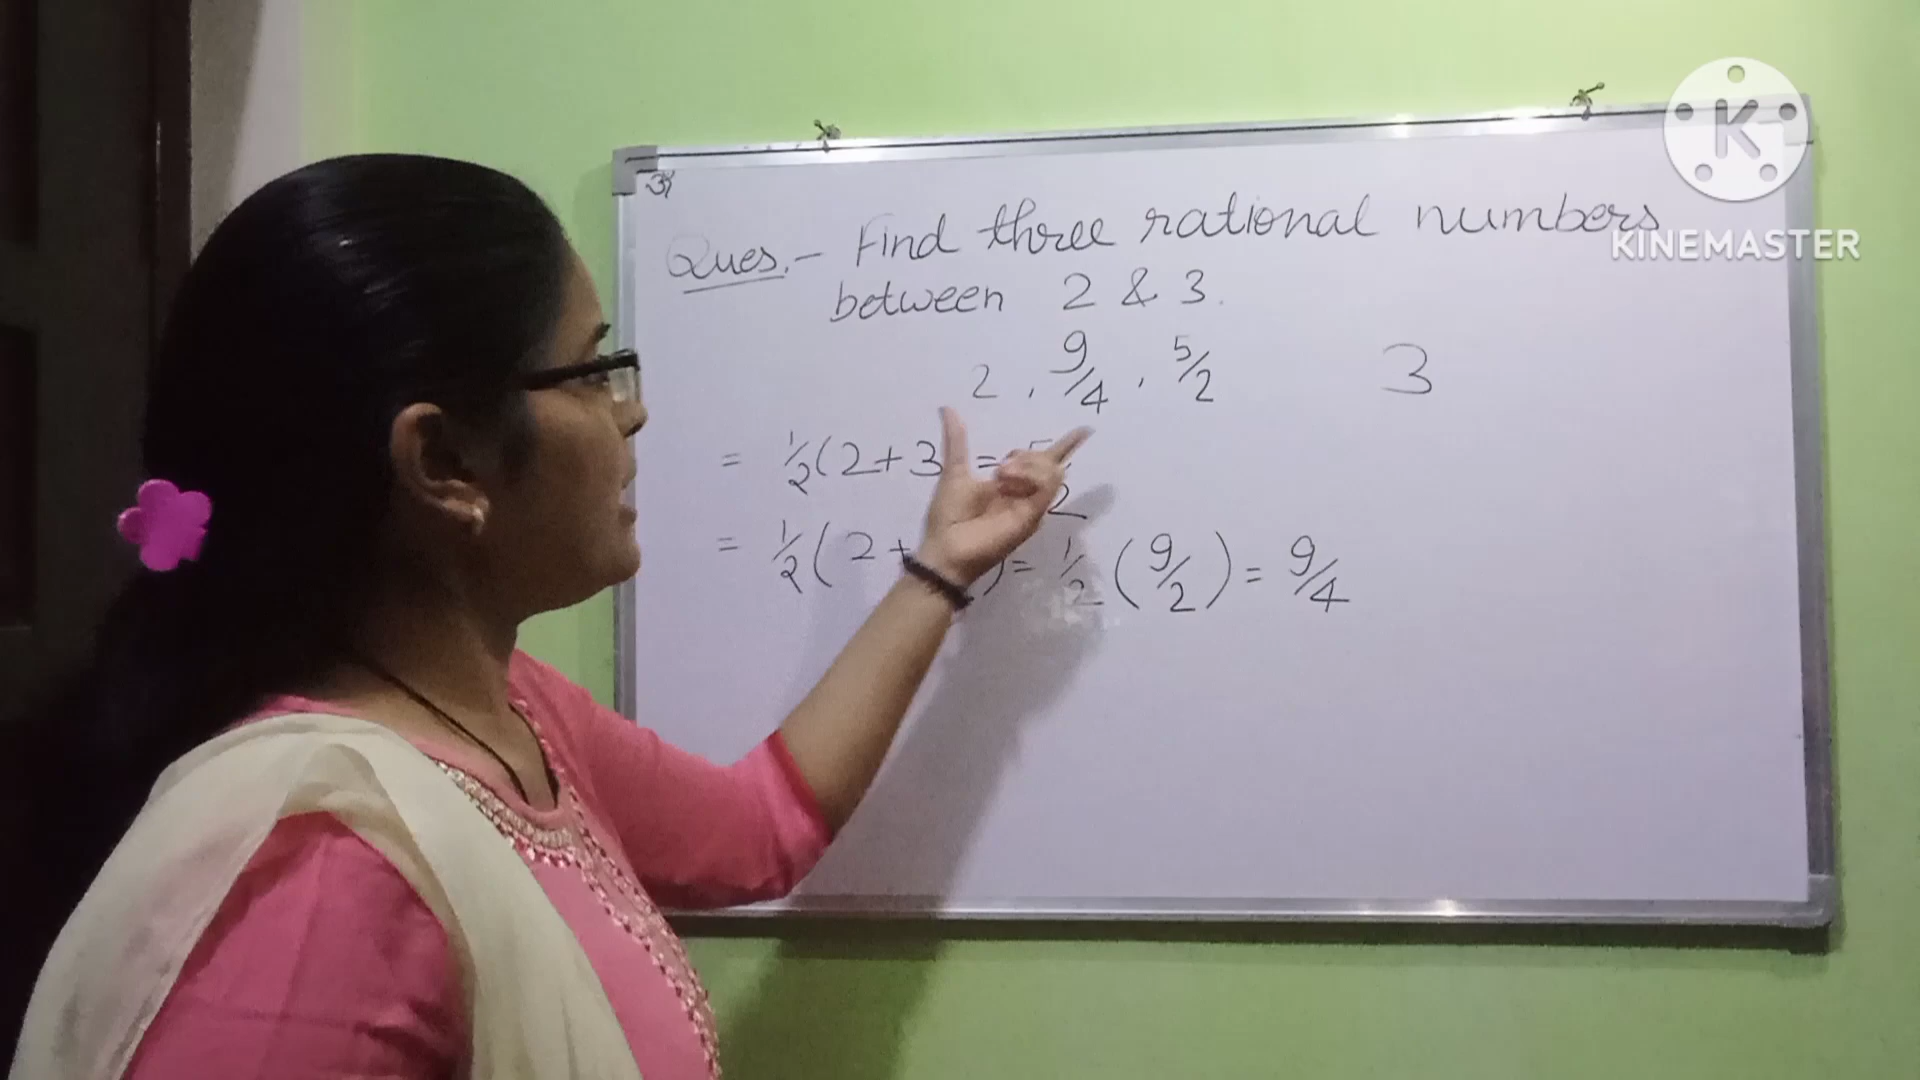 ॐ
Ques.- Find three rational numbers
between 2 & 3.
2 , 9/4 , 5/2 3
= 1/2 (2+3 = 2
= 1/2 (2+ ) = 1/2 (9/2) = 9/4
K
KINEMASTER